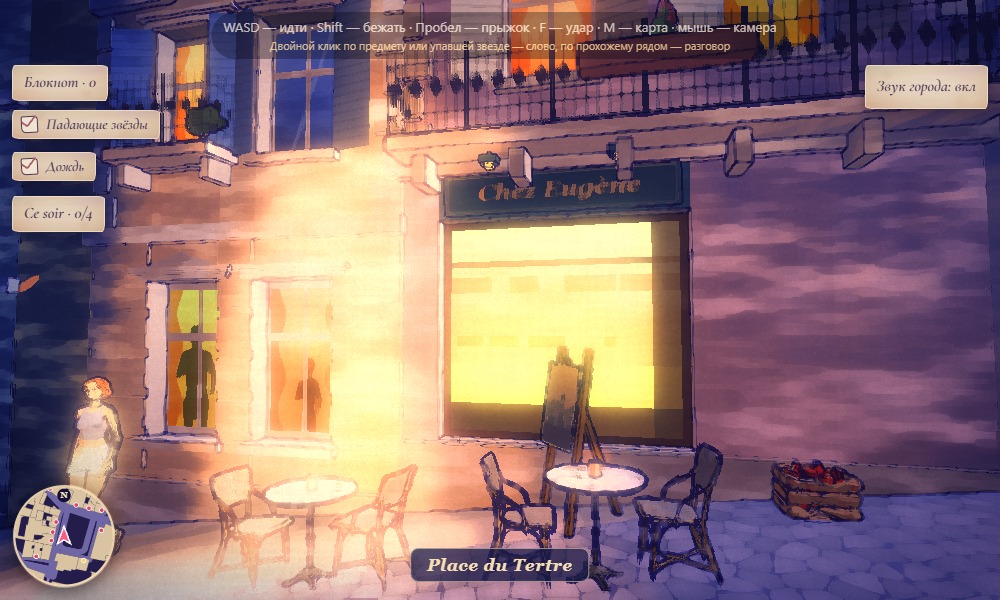 WASD — идти · Shift — бежать · Пробел — прыжок · F — удар · M — карта · мышь — камера
Двойной клик по предмету или упавшей звезде — слово, по прохожему рядом — разговор
Блокнот · 0
Звук города: вкл
Падающие звёзды
Дождь
Ce soir · 0/4
Chez Eugène
N
Place du Tertre